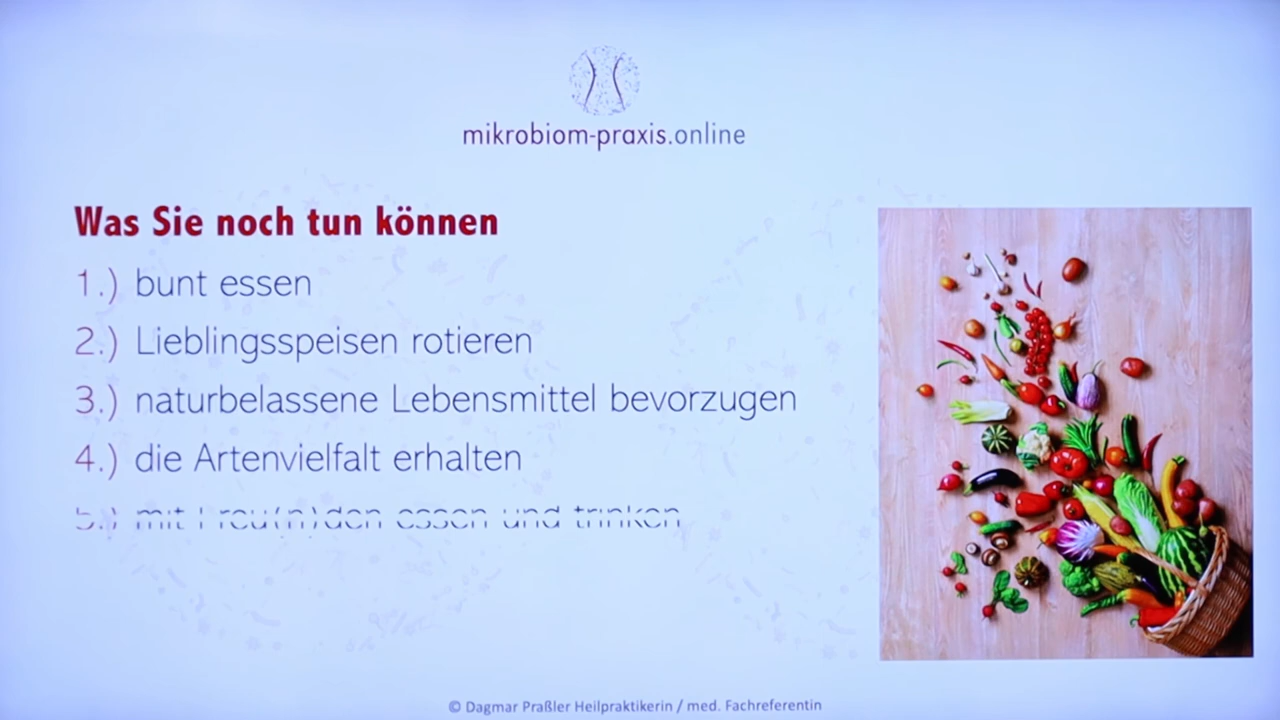 mikrobiom-praxis.online
Was Sie noch tun können
1.) bunt essen
2.) Lieblingsspeisen rotieren
3.) naturbelassene Lebensmittel bevorzugen
4.) die Artenvielfalt erhalten
5.) mit Freu(n)den essen und trinken
© Dagmar Praßler Heilpraktikerin / med. Fachreferentin